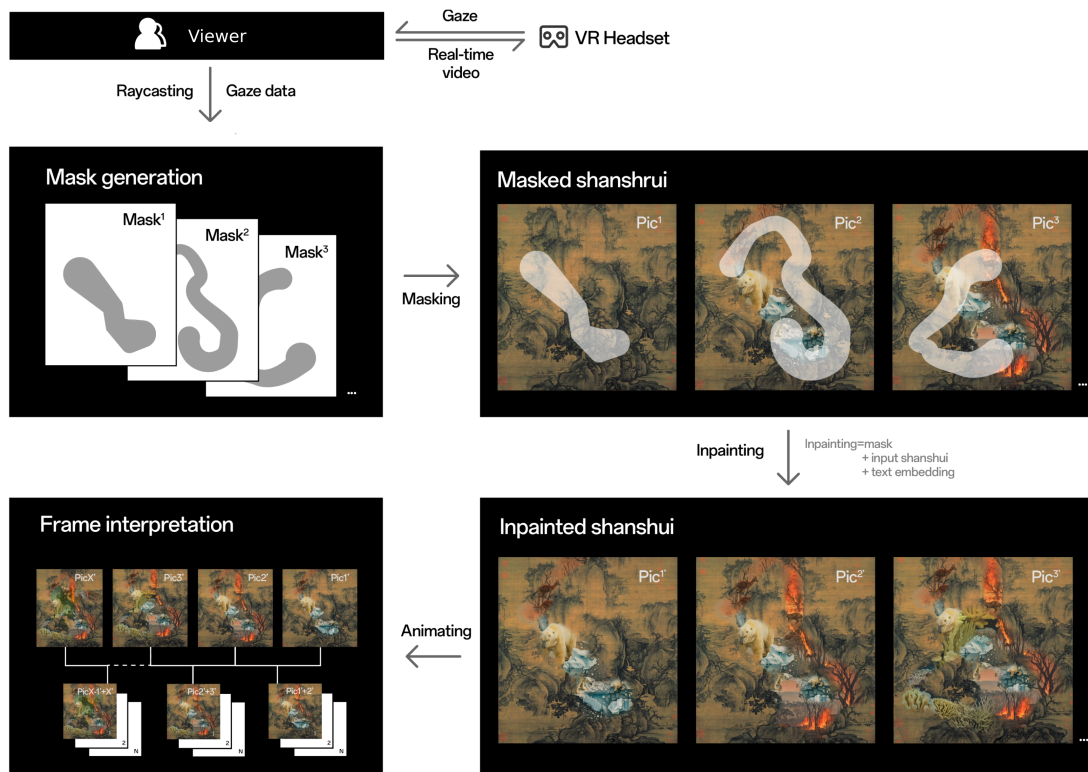 Viewer
Gaze
Real-time
video
VR Headset
Raycasting
Gaze data
Mask generation
Mask¹
Mask²
Mask³
...
Masking
Masked shanshrui
Pic¹
Pic²
Pic³
...
Inpainting
Inpainting=mask
+ input shanshui
+ text embedding
Inpainted shanshui
Pic¹'
Pic²'
Pic³'
...
Animating
Frame interpretation
PicX'
Pic3'
Pic2'
Pic1'
PicX-1'+X'
2
N
Pic2'+3'
2
N
Pic1'+2'
2
N